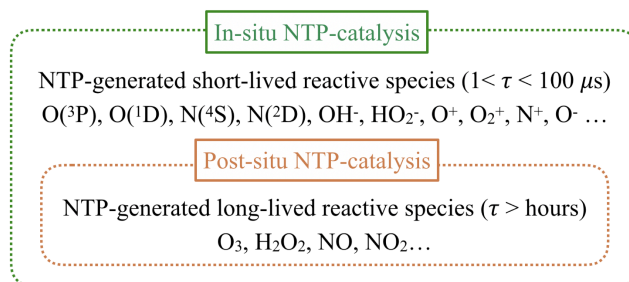 In-situ NTP-catalysis
NTP-generated short-lived reactive species (1< τ < 100 μs)
O(³P), O(¹D), N(⁴S), N(²D), OH-, HO₂⁻, O⁺, O₂⁺, N⁺, O⁻ …
Post-situ NTP-catalysis
NTP-generated long-lived reactive species (τ > hours)
O₃, H₂O₂, NO, NO₂…